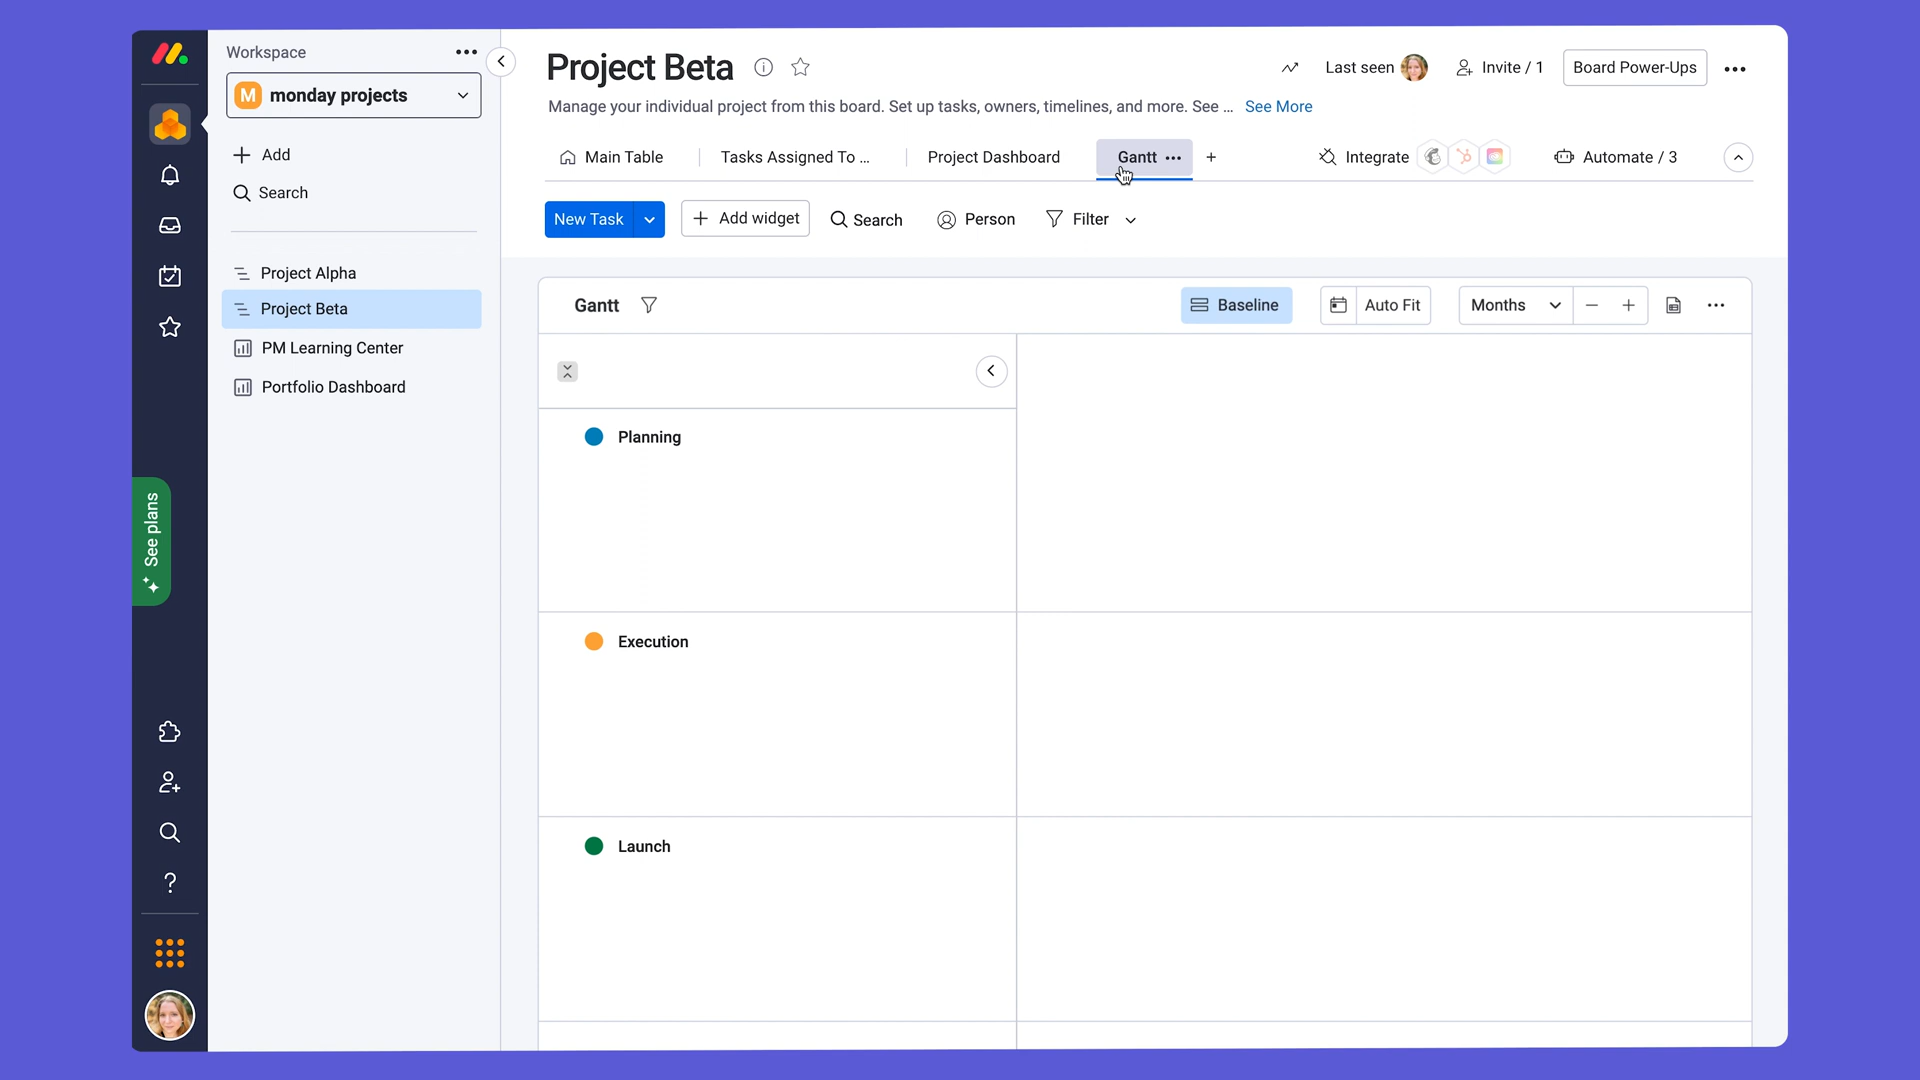 Workspace
M monday projects
Add
Search
Project Alpha
Project Beta
PM Learning Center
Portfolio Dashboard
See plans
Project Beta
Last seen
Invite / 1
Board Power-Ups
Manage your individual project from this board. Set up tasks, owners, timelines, and more. See ... See More
Main Table
Tasks Assigned To ...
Project Dashboard
Gantt
Integrate
Automate / 3
New Task
Add widget
Search
Person
Filter
Gantt
Baseline
Auto Fit
Months
Planning
Execution
Launch